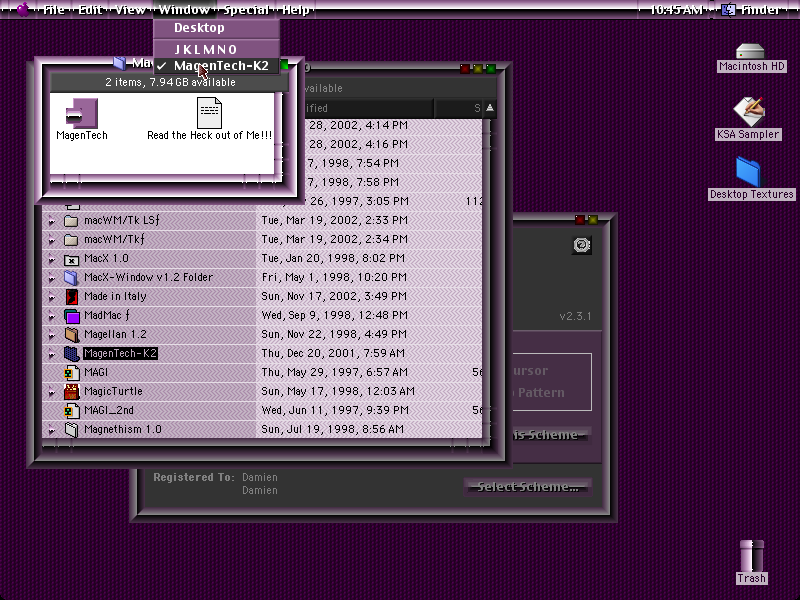 File Edit View Window Special Help 10:45 AM Finder
Desktop
J K L M N O
✓ MagenTech-K2
2 items, 7.94 GB available
MagenTech
Read the Heck out of Me!!!
vailable
ified S
28, 2002, 4:14 PM
28, 2002, 4:16 PM
7, 1998, 7:54 PM
7, 1998, 7:58 PM
26, 1997, 3:05 PM 112
macWM/Tk LSƒ Tue, Mar 19, 2002, 2:33 PM
macWM/Tkƒ Tue, Mar 19, 2002, 2:34 PM
MacX 1.0 Tue, Jan 20, 1998, 8:02 PM
MacX-Window v1.2 Folder Fri, May 1, 1998, 10:20 PM
Made in Italy Sun, Nov 17, 2002, 3:49 PM
MadMac ƒ Wed, Sep 9, 1998, 12:48 PM
Magellan 1.2 Sun, Nov 22, 1998, 4:49 PM
MagenTech-K2 Thu, Dec 20, 2001, 7:59 AM
MAGI Thu, May 29, 1997, 6:57 AM 56
MagicTurtle Sun, May 17, 1998, 12:03 AM
MAGI_2nd Wed, Jun 11, 1997, 9:39 PM 56
Magnethism 1.0 Sun, Jul 19, 1998, 8:56 AM
v2.3.1
ursor
Pattern
is Scheme
Registered To: Damien
Damien
Select Scheme...
Macintosh HD
KSA Sampler
Desktop Textures
Trash